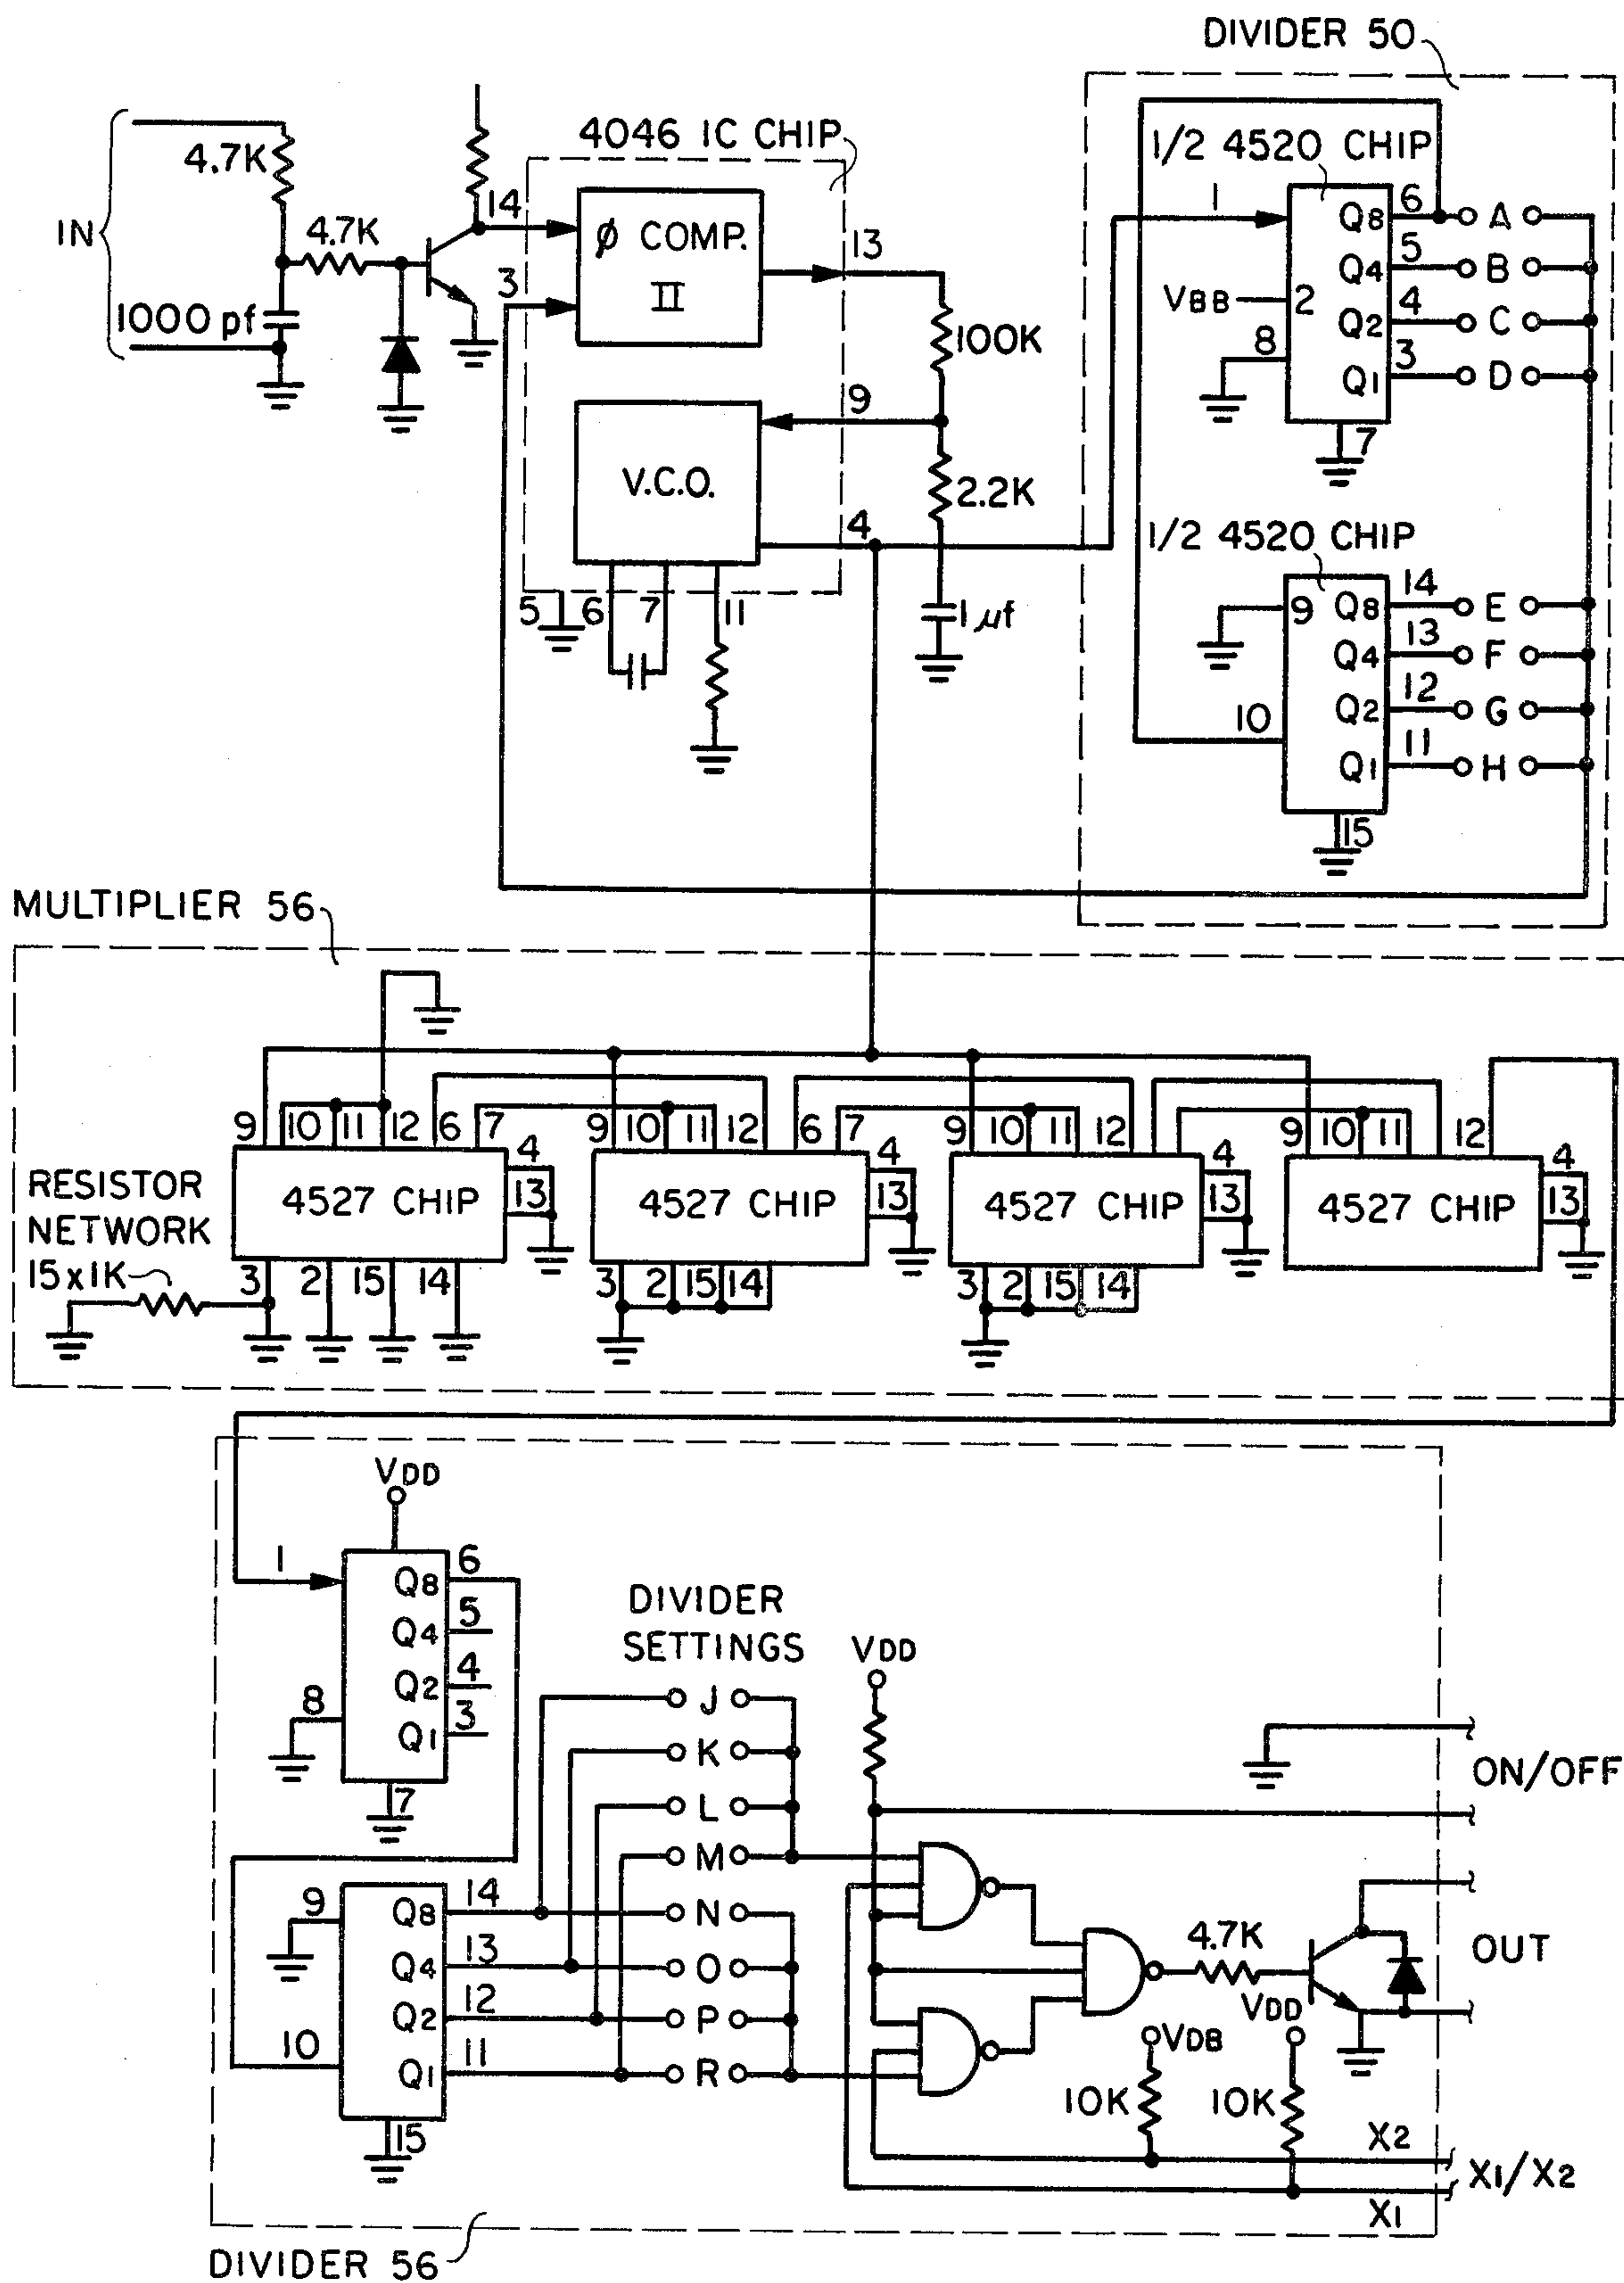 DIVIDER 50
4046 IC CHIP
1/2 4520 CHIP
IN
4.7K
4.7K
1000 pf
14
3
φ COMP.
II
13
100K
9
V.C.O.
4
2.2K
1 μf
5
6
7
11
1
VBB
2
8
7
Q8 6 A
Q4 5 B
Q2 4 C
Q1 3 D
1/2 4520 CHIP
9
10
15
Q8 14 E
Q4 13 F
Q2 12 G
Q1 11 H
MULTIPLIER 56
9 10 11 12 6 7
9 10 11 12 6 7
9 10 11 12
9 10 11 12
4527 CHIP
4
13
4527 CHIP
4
13
4527 CHIP
4
13
4527 CHIP
4
13
RESISTOR
NETWORK
15x1K
3 2 15 14
3 2 15 14
3 2 15 14
VDD
1
8
7
Q8 6
Q4 5
Q2 4
Q1 3
9
10
15
Q8 14
Q4 13
Q2 12
Q1 11
DIVIDER
SETTINGS
J
K
L
M
N
O
P
R
VDD
ON/OFF
4.7K
OUT
VDB
10K
VDD
10K
X2
X1/X2
X1
DIVIDER 56